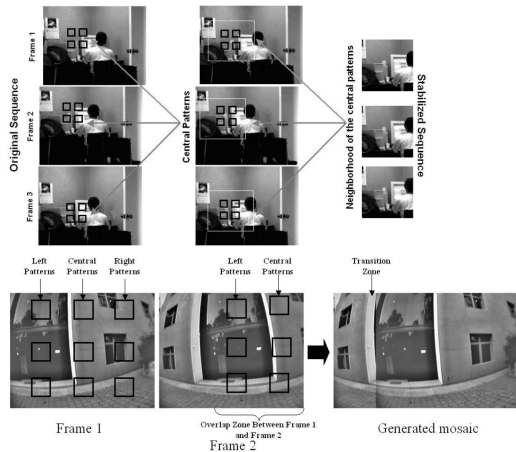 Original Sequence
Frame 1
Frame 2
Frame 3
Central Patterns
Neighborhood of the central patterns
Stabilized Sequence
Left
Patterns
Central
Patterns
Right
Patterns
Left
Patterns
Central
Patterns
Transition
Zone
Overlap Zone Between Frame 1
and Frame 2
Frame 1
Frame 2
Generated mosaic